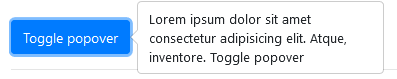 Toggle popover
Lorem ipsum dolor sit amet
consectetur adipisicing elit. Atque,
inventore. Toggle popover